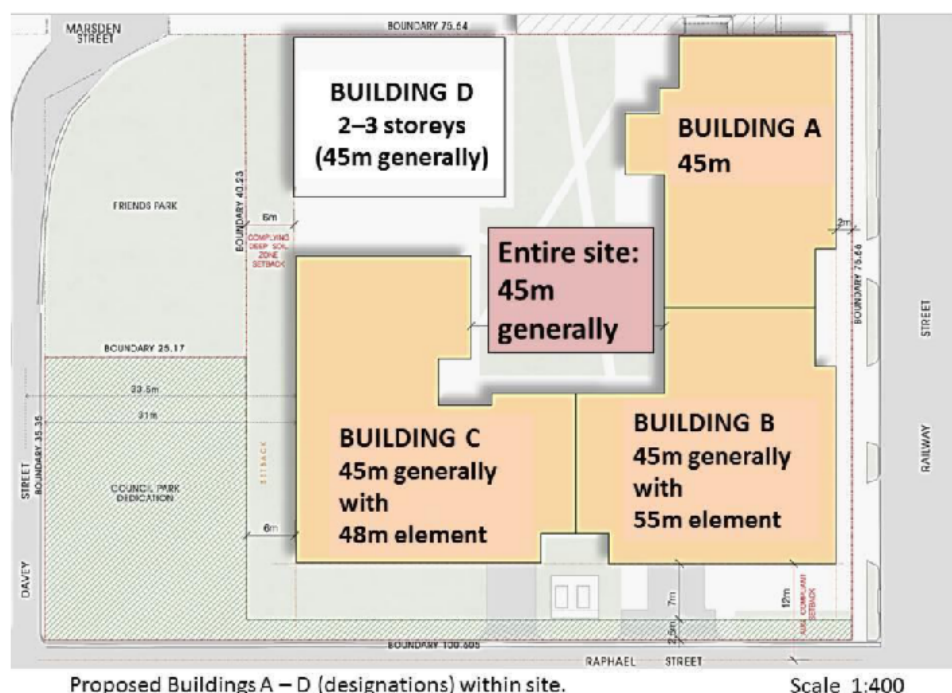 MARSDEN
STREET
BOUNDARY 75.64
BUILDING D
2–3 storeys
(45m generally)
BUILDING A
45m
FRIENDS PARK
BOUNDARY 40.23
6m
COMPLYING
DEEP SOIL
ZONE
SETBACK
2m
Entire site:
45m
generally
BOUNDARY 75.66
STREET
RAILWAY
BOUNDARY 25.17
33.5m
31m
BUILDING C
45m generally
with
48m element
BUILDING B
45m generally
with
55m element
SETBACK
STREET
BOUNDARY 35.35
COUNCIL PARK
DEDICATION
6m
DAVEY
7m
12m
2.5m
BOUNDARY 100.605
RAPHAEL STREET
Proposed Buildings A – D (designations) within site.
Scale 1:400